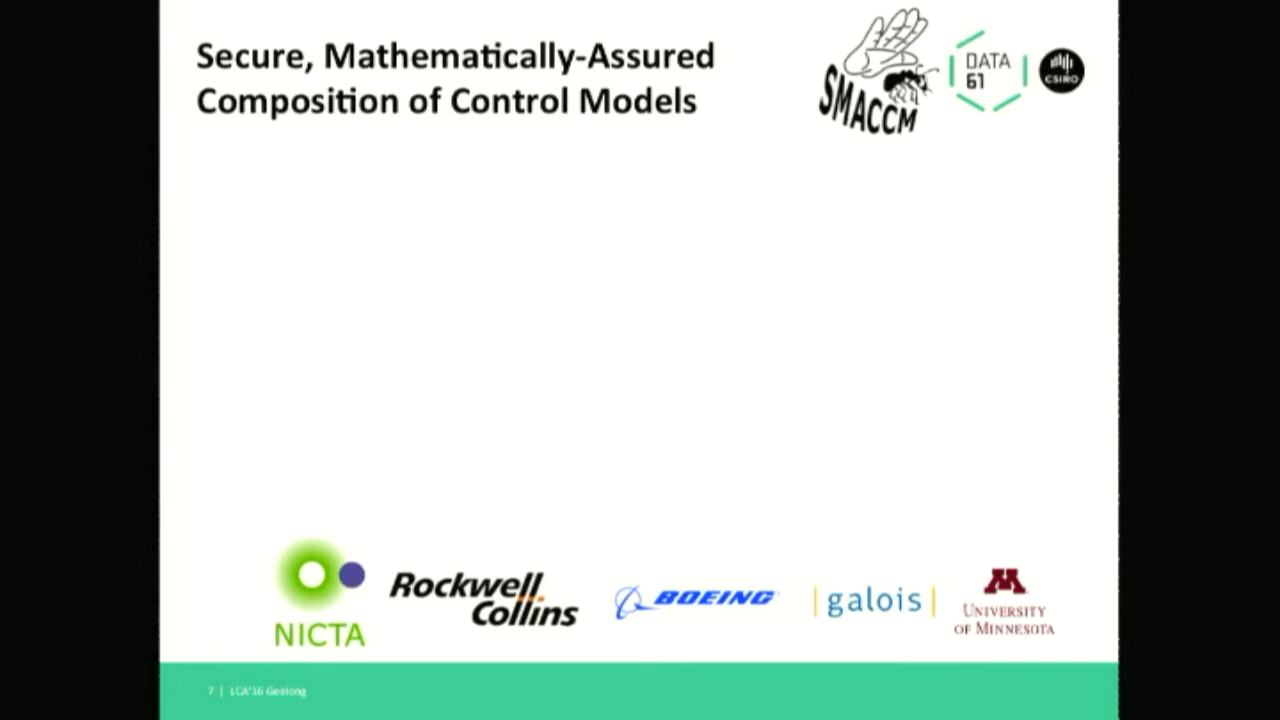 Secure, Mathematically-Assured
Composition of Control Models
SMACCM
DATA
61
CSIRO
NICTA
Rockwell
Collins
BOEING
galois
UNIVERSITY
OF MINNESOTA
7 | LCA'16 Geelong